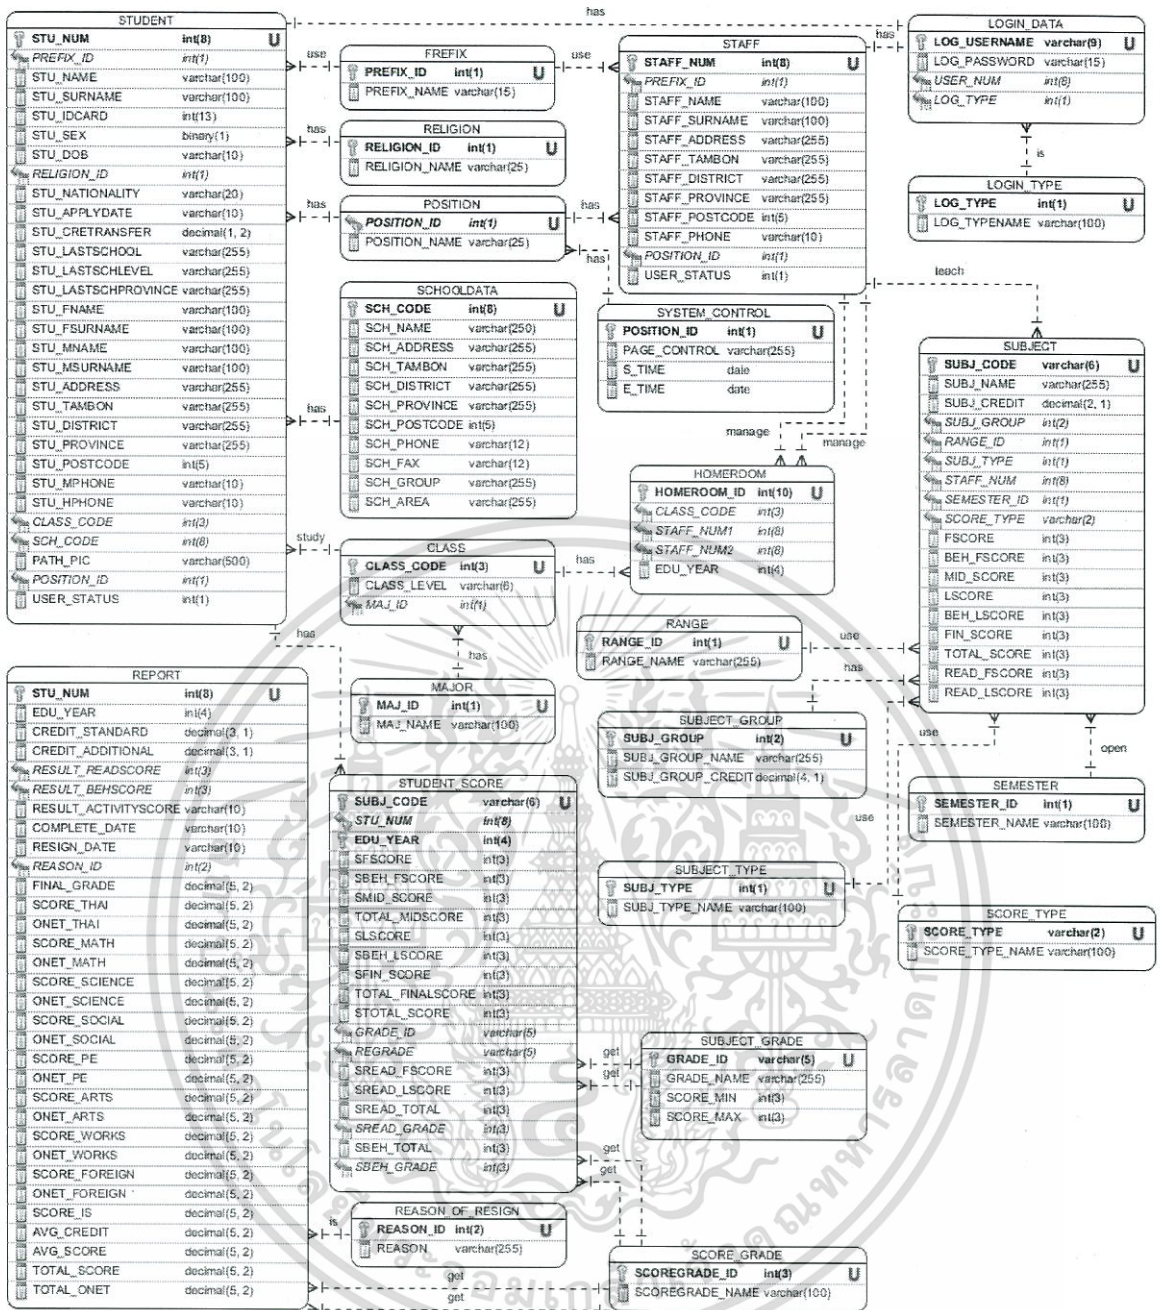 has
STUDENT
STU_NUM int(8) U
PREFIX_ID int(1)
STU_NAME varchar(100)
STU_SURNAME varchar(100)
STU_IDCARD int(13)
STU_SEX binary(1)
STU_DOB varchar(10)
RELIGION_ID int(1)
STU_NATIONALITY varchar(20)
STU_APPLYDATE varchar(10)
STU_CRETRANSFER decimal(1, 2)
STU_LASTSCHOOL varchar(255)
STU_LASTSCHLEVEL varchar(255)
STU_LASTSCHPROVINCE varchar(255)
STU_FNAME varchar(100)
STU_FSURNAME varchar(100)
STU_MNAME varchar(100)
STU_MSURNAME varchar(100)
STU_ADDRESS varchar(255)
STU_TAMBON varchar(255)
STU_DISTRICT varchar(255)
STU_PROVINCE varchar(255)
STU_POSTCODE int(5)
STU_MPHONE varchar(10)
STU_HPHONE varchar(10)
CLASS_CODE int(3)
SCH_CODE int(8)
PATH_PIC varchar(500)
POSITION_ID int(1)
USER_STATUS int(1)
use
has
has
has
study
has
PREFIX
PREFIX_ID int(1) U
PREFIX_NAME varchar(15)
RELIGION
RELIGION_ID int(1) U
RELIGION_NAME varchar(25)
POSITION
POSITION_ID int(1) U
POSITION_NAME varchar(25)
SCHOOLDATA
SCH_CODE int(8) U
SCH_NAME varchar(250)
SCH_ADDRESS varchar(255)
SCH_TAMBON varchar(255)
SCH_DISTRICT varchar(255)
SCH_PROVINCE varchar(255)
SCH_POSTCODE int(5)
SCH_PHONE varchar(12)
SCH_FAX varchar(12)
SCH_GROUP varchar(255)
SCH_AREA varchar(255)
use
has
has
STAFF
STAFF_NUM int(8) U
PREFIX_ID int(1)
STAFF_NAME varchar(100)
STAFF_SURNAME varchar(100)
STAFF_ADDRESS varchar(255)
STAFF_TAMBON varchar(255)
STAFF_DISTRICT varchar(255)
STAFF_PROVINCE varchar(255)
STAFF_POSTCODE int(5)
STAFF_PHONE varchar(10)
POSITION_ID int(1)
USER_STATUS int(1)
has
LOGIN_DATA
LOG_USERNAME varchar(9) U
LOG_PASSWORD varchar(15)
USER_NUM int(8)
LOG_TYPE int(1)
is
LOGIN_TYPE
LOG_TYPE int(1) U
LOG_TYPENAME varchar(100)
teach
SYSTEM_CONTROL
POSITION_ID int(1) U
PAGE_CONTROL varchar(255)
S_TIME date
E_TIME date
manage
manage
SUBJECT
SUBJ_CODE varchar(6) U
SUBJ_NAME varchar(255)
SUBJ_CREDIT decimal(2, 1)
SUBJ_GROUP int(2)
RANGE_ID int(1)
SUBJ_TYPE int(1)
STAFF_NUM int(8)
SEMESTER_ID int(1)
SCORE_TYPE varchar(2)
FSCORE int(3)
BEH_FSCORE int(3)
MID_SCORE int(3)
LSCORE int(3)
BEH_LSCORE int(3)
FIN_SCORE int(3)
TOTAL_SCORE int(3)
READ_FSCORE int(3)
READ_LSCORE int(3)
HOMEROOM
HOMEROOM_ID int(10) U
CLASS_CODE int(3)
STAFF_NUM1 int(8)
STAFF_NUM2 int(8)
EDU_YEAR int(4)
CLASS
CLASS_CODE int(3) U
CLASS_LEVEL varchar(6)
MAJ_ID int(1)
has
has
MAJOR
MAJ_ID int(1) U
MAJ_NAME varchar(100)
RANGE
RANGE_ID int(1) U
RANGE_NAME varchar(255)
use
has
use
use
open
SUBJECT_GROUP
SUBJ_GROUP int(2) U
SUBJ_GROUP_NAME varchar(255)
SUBJ_GROUP_CREDIT decimal(4, 1)
SEMESTER
SEMESTER_ID int(1) U
SEMESTER_NAME varchar(100)
SUBJECT_TYPE
SUBJ_TYPE int(1) U
SUBJ_TYPE_NAME varchar(100)
SCORE_TYPE
SCORE_TYPE varchar(2) U
SCORE_TYPE_NAME varchar(100)
REPORT
STU_NUM int(8) U
EDU_YEAR int(4)
CREDIT_STANDARD decimal(3, 1)
CREDIT_ADDITIONAL decimal(3, 1)
RESULT_READSCORE int(3)
RESULT_BEHSCORE int(3)
RESULT_ACTIVITYSCORE varchar(10)
COMPLETE_DATE varchar(10)
RESIGN_DATE varchar(10)
REASON_ID int(2)
FINAL_GRADE decimal(5, 2)
SCORE_THAI decimal(5, 2)
ONET_THAI decimal(5, 2)
SCORE_MATH decimal(5, 2)
ONET_MATH decimal(5, 2)
SCORE_SCIENCE decimal(5, 2)
ONET_SCIENCE decimal(5, 2)
SCORE_SOCIAL decimal(5, 2)
ONET_SOCIAL decimal(5, 2)
SCORE_PE decimal(5, 2)
ONET_PE decimal(5, 2)
SCORE_ARTS decimal(5, 2)
ONET_ARTS decimal(5, 2)
SCORE_WORKS decimal(5, 2)
ONET_WORKS decimal(5, 2)
SCORE_FOREIGN decimal(5, 2)
ONET_FOREIGN decimal(5, 2)
SCORE_IS decimal(5, 2)
AVG_CREDIT decimal(5, 2)
AVG_SCORE decimal(5, 2)
TOTAL_SCORE decimal(5, 2)
TOTAL_ONET decimal(5, 2)
STUDENT_SCORE
SUBJ_CODE varchar(6) U
STU_NUM int(8)
EDU_YEAR int(4)
SFSCORE int(3)
SBEH_FSCORE int(3)
SMID_SCORE int(3)
TOTAL_MIDSCORE int(3)
SLSCORE int(3)
SBEH_LSCORE int(3)
SFIN_SCORE int(3)
TOTAL_FINALSCORE int(3)
STOTAL_SCORE int(3)
GRADE_ID varchar(5)
REGRADE varchar(5)
SREAD_FSCORE int(3)
SREAD_LSCORE int(3)
SREAD_TOTAL int(3)
SREAD_GRADE int(3)
SBEH_TOTAL int(3)
SBEH_GRADE int(3)
get
get
get
get
SUBJECT_GRADE
GRADE_ID varchar(5) U
GRADE_NAME varchar(255)
SCORE_MIN int(3)
SCORE_MAX int(3)
is
REASON_OF_RESIGN
REASON_ID int(2) U
REASON varchar(255)
get
get
SCORE_GRADE
SCOREGRADE_ID int(3) U
SCOREGRADE_NAME varchar(100)